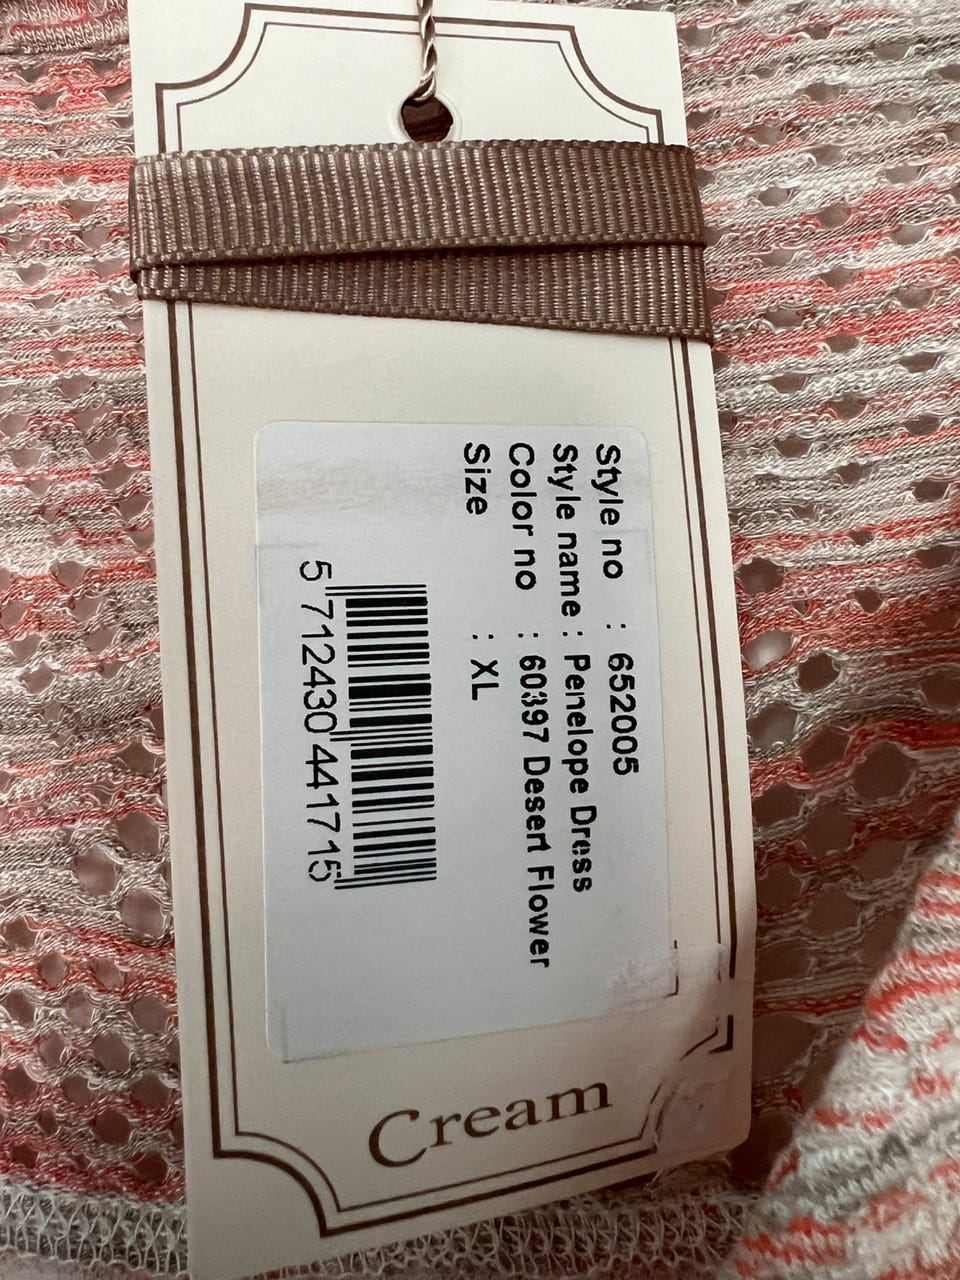 Style no : 652005
Style name : Penelope Dress
Color no : 60397 Desert Flower
Size : XL
5 712430 441715
Cream